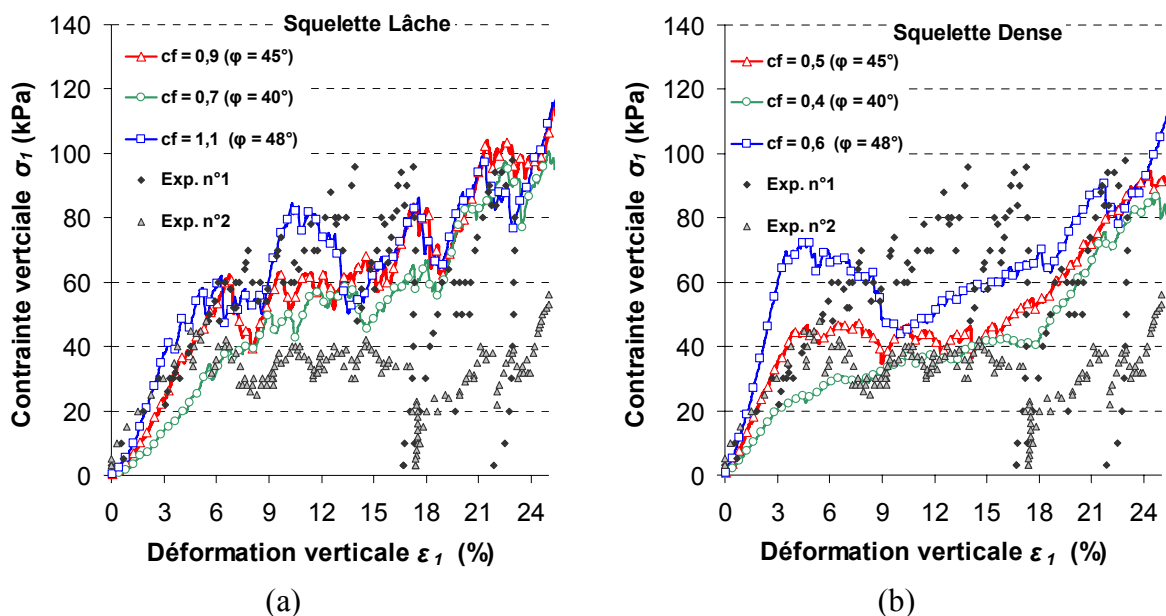 Squelette Lâche
cf = 0,9 (φ = 45°)
cf = 0,7 (φ = 40°)
cf = 1,1 (φ = 48°)
Exp. n°1
Exp. n°2
140
120
100
80
60
40
20
0
0 3 6 9 12 15 18 21 24
Contrainte vertciale σ1 (kPa)
Déformation verticale ε1 (%)
(a)
Squelette Dense
cf = 0,5 (φ = 45°)
cf = 0,4 (φ = 40°)
cf = 0,6 (φ = 48°)
Exp. n°1
Exp. n°2
140
120
100
80
60
40
20
0
0 3 6 9 12 15 18 21 24
Contrainte vertciale σ1 (kPa)
Déformation verticale ε1 (%)
(b)